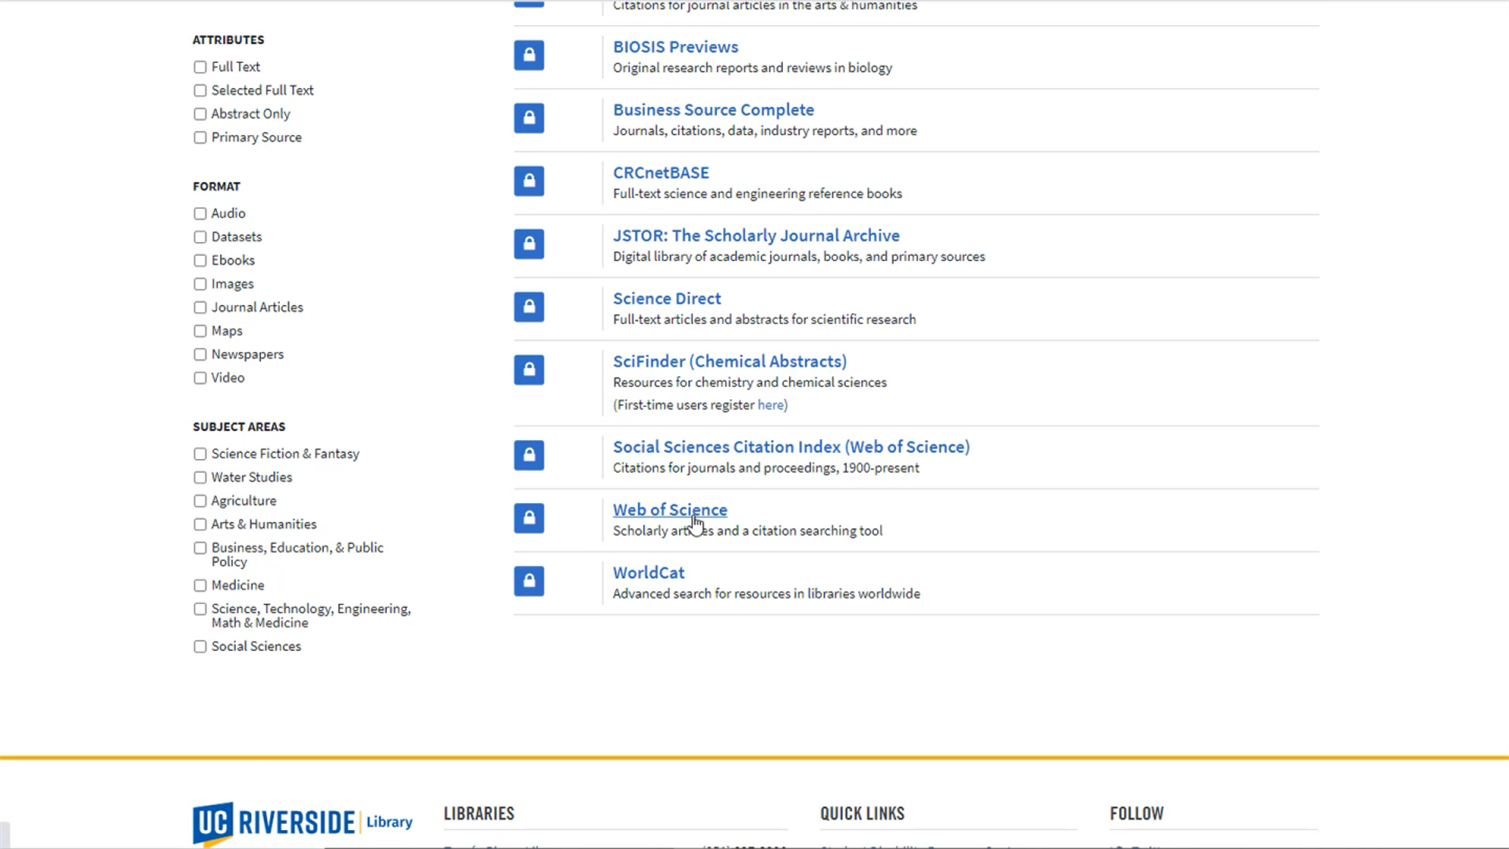 Citations for journal articles in the arts & humanities
ATTRIBUTES
Full Text
Selected Full Text
Abstract Only
Primary Source
FORMAT
Audio
Datasets
Ebooks
Images
Journal Articles
Maps
Newspapers
Video
SUBJECT AREAS
Science Fiction & Fantasy
Water Studies
Agriculture
Arts & Humanities
Business, Education, & Public
Policy
Medicine
Science, Technology, Engineering,
Math & Medicine
Social Sciences
BIOSIS Previews
Original research reports and reviews in biology
Business Source Complete
Journals, citations, data, industry reports, and more
CRCnetBASE
Full-text science and engineering reference books
JSTOR: The Scholarly Journal Archive
Digital library of academic journals, books, and primary sources
Science Direct
Full-text articles and abstracts for scientific research
SciFinder (Chemical Abstracts)
Resources for chemistry and chemical sciences
(First-time users register here)
Social Sciences Citation Index (Web of Science)
Citations for journals and proceedings, 1900-present
Web of Science
Scholarly articles and a citation searching tool
WorldCat
Advanced search for resources in libraries worldwide
UC RIVERSIDE Library
LIBRARIES
QUICK LINKS
FOLLOW